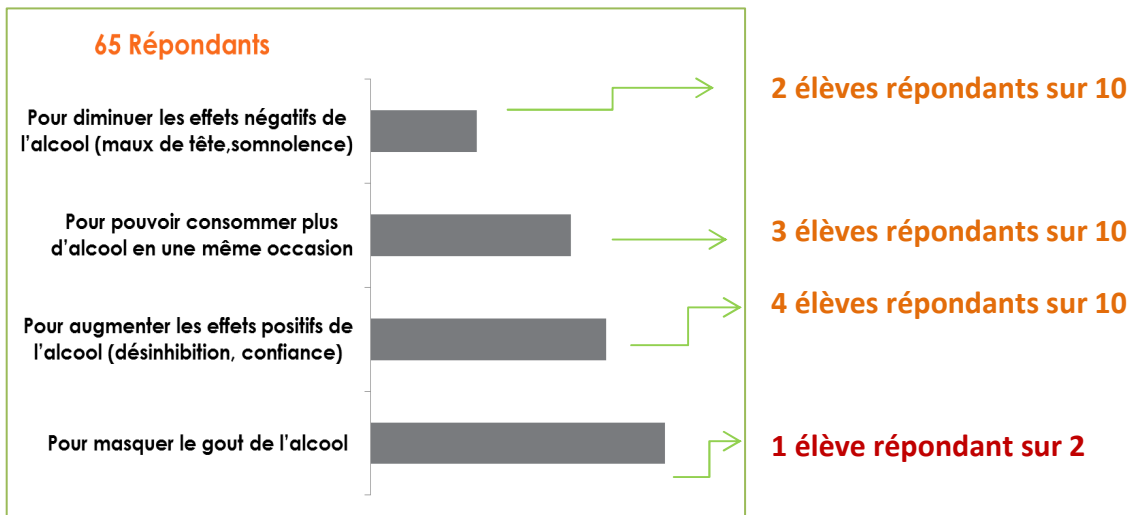 65 Répondants
Pour diminuer les effets négatifs de
l'alcool (maux de tête,somnolence)
2 élèves répondants sur 10
Pour pouvoir consommer plus
d'alcool en une même occasion
3 élèves répondants sur 10
Pour augmenter les effets positifs de
l'alcool (désinhibition, confiance)
4 élèves répondants sur 10
Pour masquer le gout de l'alcool
1 élève répondant sur 2